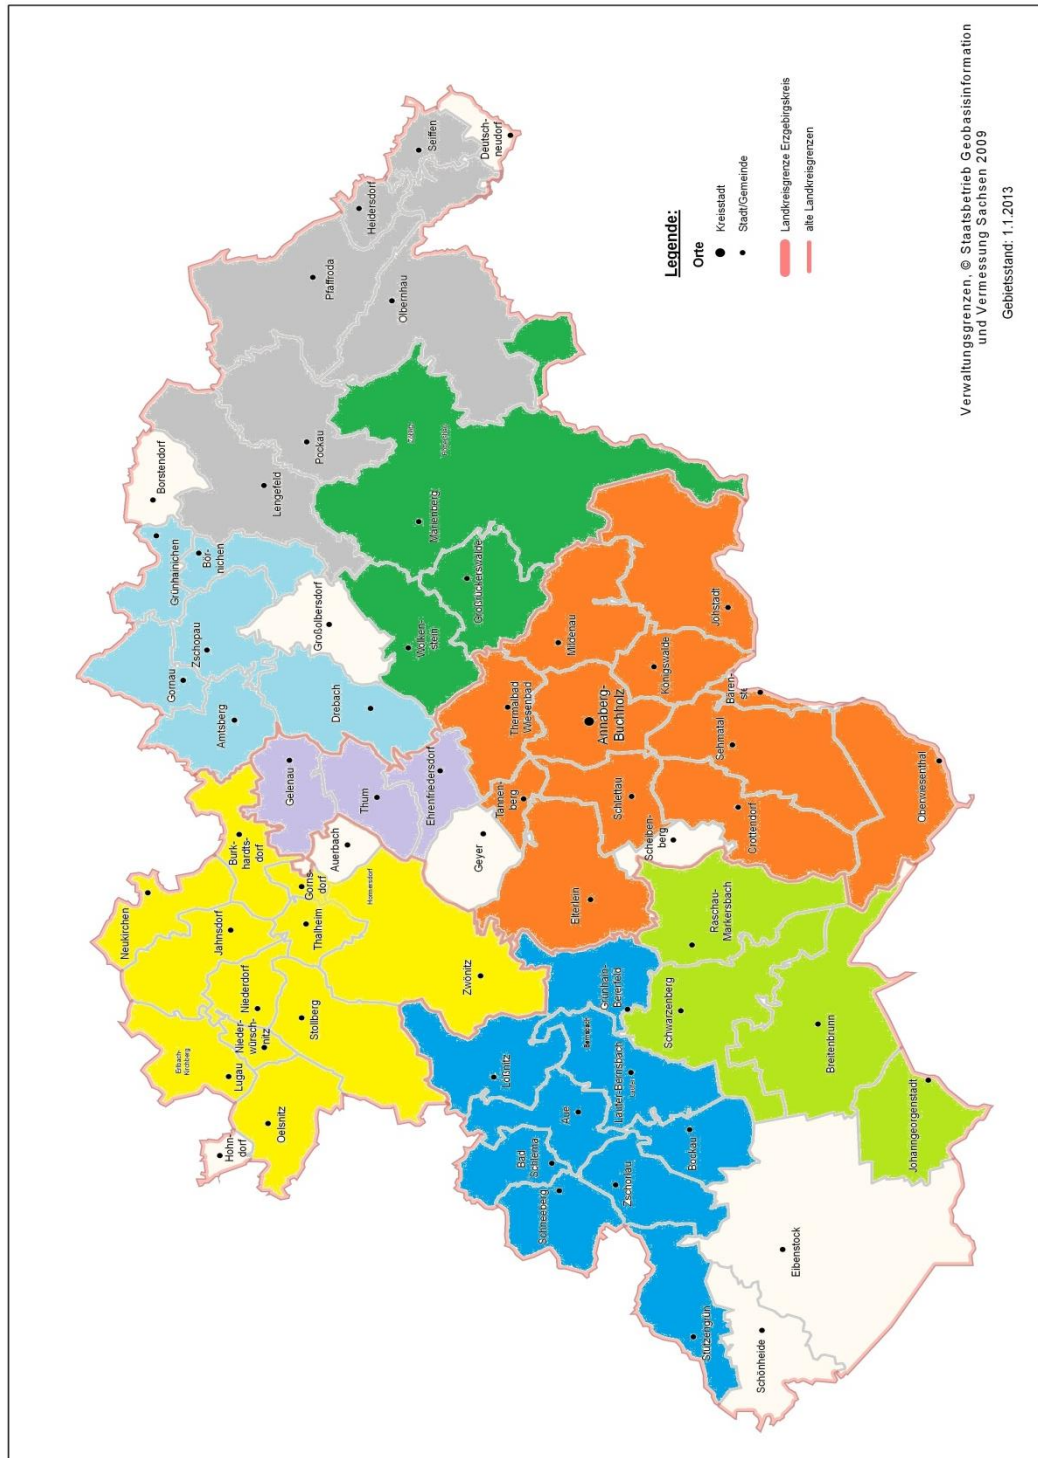 Hohn-
dorf
Oelsnitz
Erlbach-
Kirchberg
Lugau
Nieder-
würsch-
nitz
Niederdorf
Stollberg
Neukirchen
Jahnsdorf
Thalheim
Burk-
hardts-
dorf
Gorns-
dorf
Hormersdorf
Auerbach
Zwönitz
Gelenau
Thum
Ehrenfriedersdorf
Geyer
Amtsberg
Gornau
Zschopau
Drebach
Grünhainichen
Bör-
nichen
Borstendorf
Großolbersdorf
Lengefeld
Pockau
Pfaffroda
Olbernhau
Heidersdorf
Seiffen
Deutsch-
neudorf
Wolken-
stein
Großrückerswalde
Marienberg
Thermalbad
Wiesenbad
Mildenau
Annaberg-
Buchholz
Königswalde
Jöhstadt
Tannen-
berg
Schlettau
Scheiben-
berg
Elterlein
Crottendorf
Sehmatal
Bären-
Oberwiesenthal
Raschau-
Markersbach
Schwarzenberg
Breitenbrunn
Johanngeorgenstadt
Grünhain-
Beierfeld
Lößnitz
Aue
Lauter-Bernsbach
Bad
Schlema
Schneeberg
Zschorlau
Bockau
Stützengrün
Schönheide
Eibenstock
Legende:
Orte
Kreisstadt
Stadt/Gemeinde
Landkreisgrenze Erzgebirgskreis
alte Landkreisgrenzen
Verwaltungsgrenzen, © Staatsbetrieb Geobasisinformation
und Vermessung Sachsen 2009
Gebietsstand: 1.1.2013